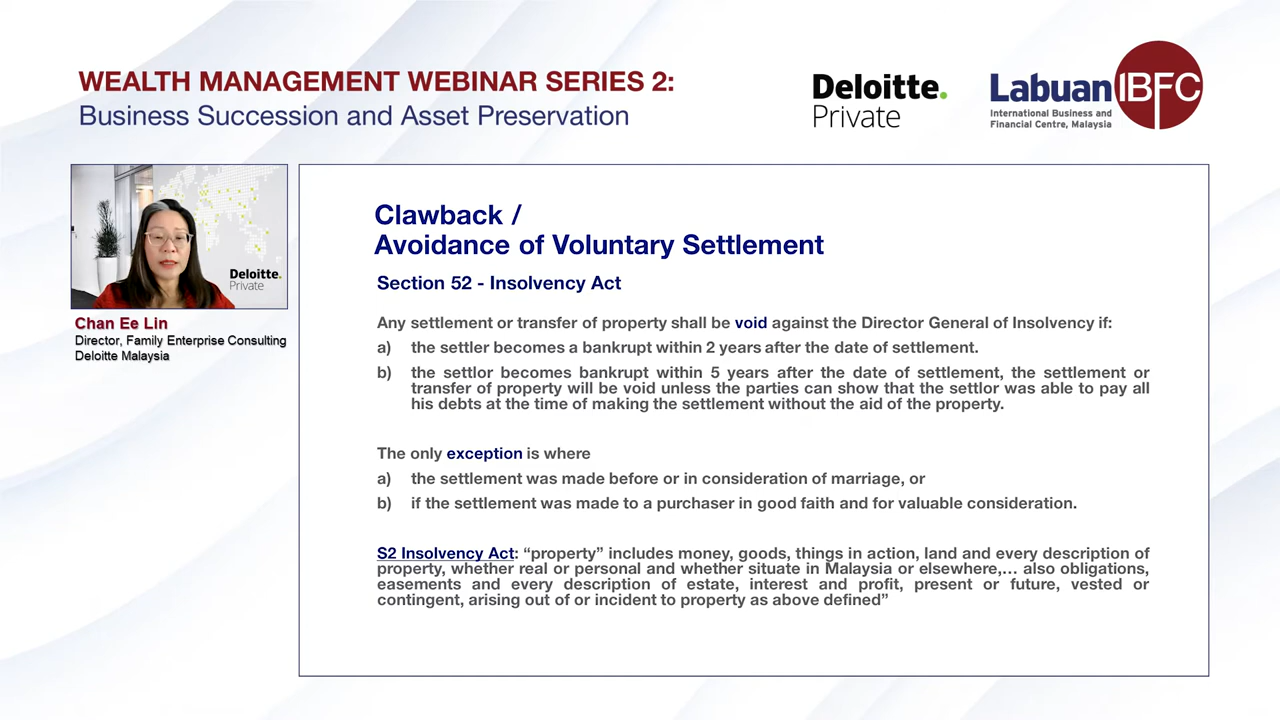 WEALTH MANAGEMENT WEBINAR SERIES 2:
Business Succession and Asset Preservation
Deloitte.
Private
Labuan IBFC
International Business and
Financial Centre, Malaysia
Deloitte.
Private
Chan Ee Lin
Director, Family Enterprise Consulting
Deloitte Malaysia
Clawback /
Avoidance of Voluntary Settlement
Section 52 - Insolvency Act
Any settlement or transfer of property shall be void against the Director General of Insolvency if:
a) the settler becomes a bankrupt within 2 years after the date of settlement.
b) the settlor becomes bankrupt within 5 years after the date of settlement, the settlement or
transfer of property will be void unless the parties can show that the settlor was able to pay all
his debts at the time of making the settlement without the aid of the property.
The only exception is where
a) the settlement was made before or in consideration of marriage, or
b) if the settlement was made to a purchaser in good faith and for valuable consideration.
S2 Insolvency Act: “property” includes money, goods, things in action, land and every description of
property, whether real or personal and whether situate in Malaysia or elsewhere,… also obligations,
easements and every description of estate, interest and profit, present or future, vested or
contingent, arising out of or incident to property as above defined”